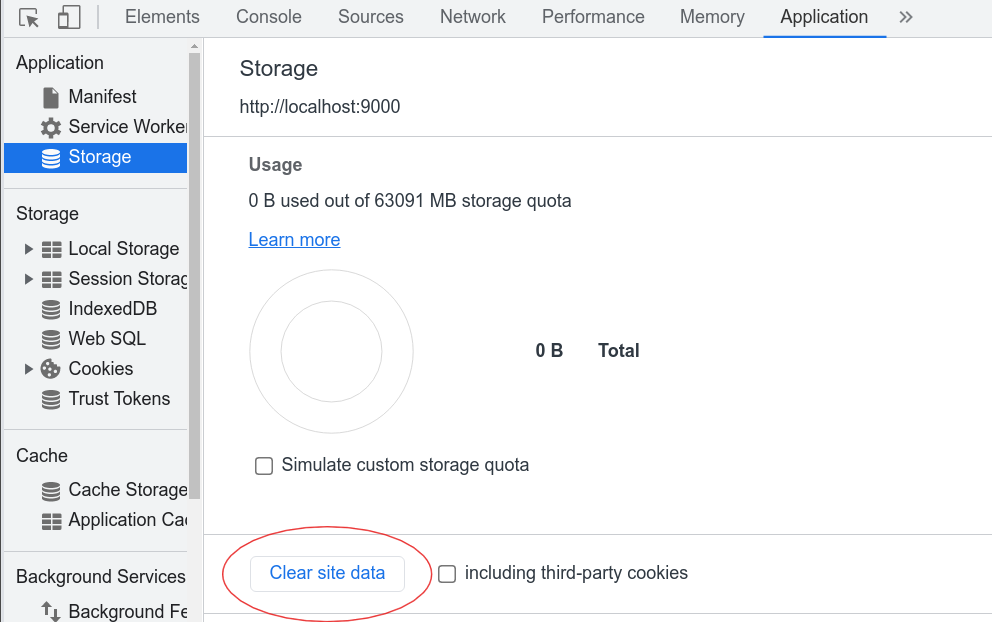 Elements Console Sources Network Performance Memory Application
Application
Manifest
Service Worker
Storage
Storage
Local Storage
Session Storag
IndexedDB
Web SQL
Cookies
Trust Tokens
Cache
Cache Storage
Application Cac
Background Services
Background Fe
Storage
http://localhost:9000
Usage
0 B used out of 63091 MB storage quota
Learn more
0 B Total
Simulate custom storage quota
Clear site data including third-party cookies